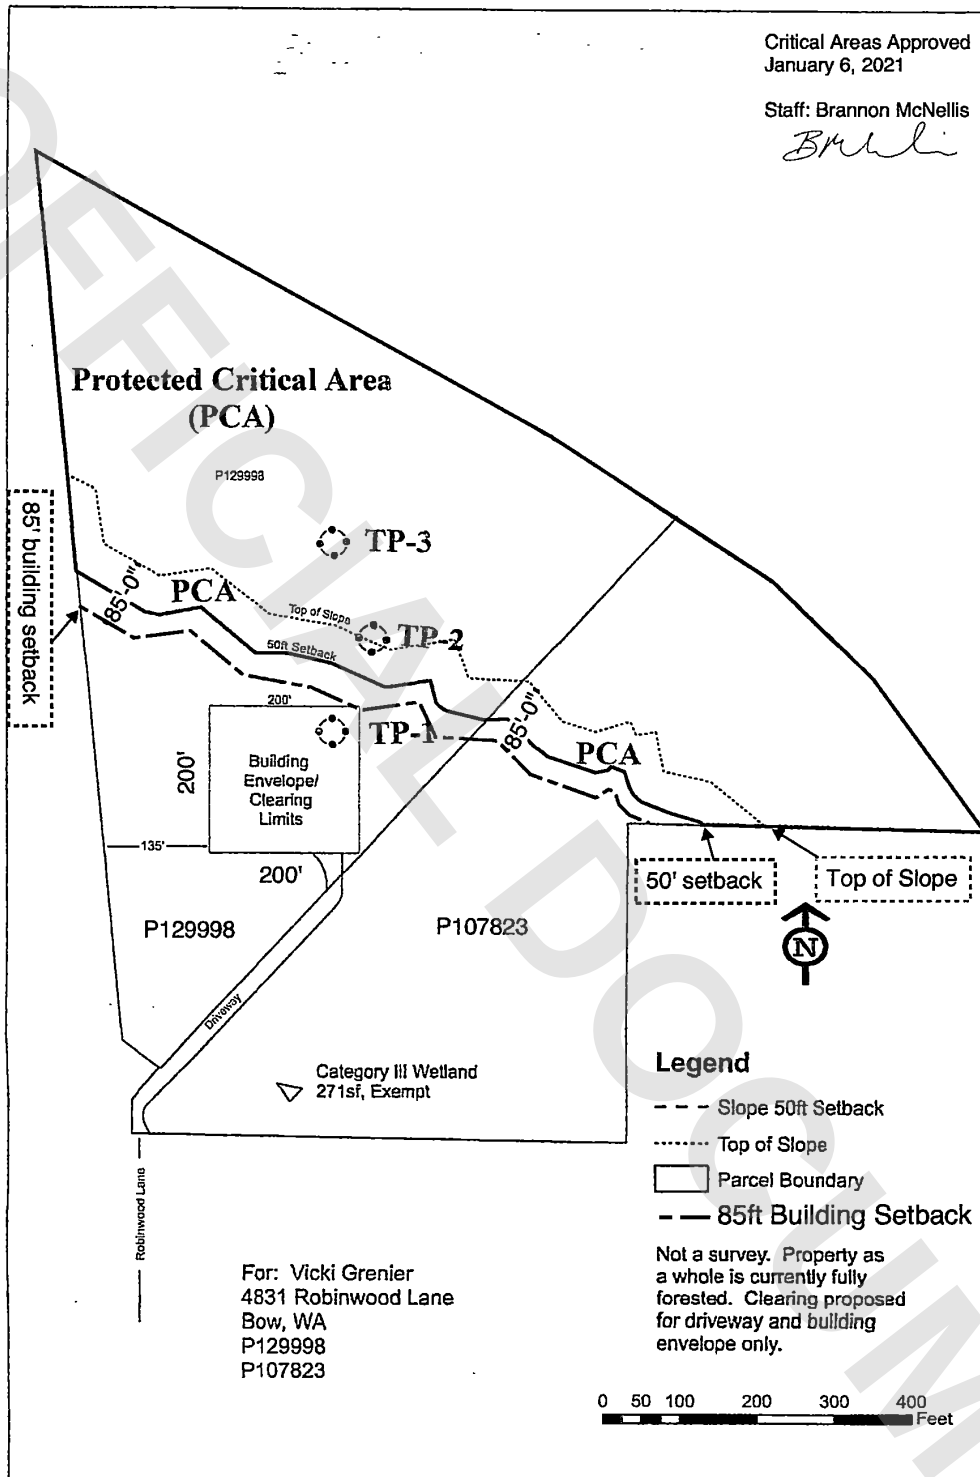 Critical Areas Approved
January 6, 2021
Staff: Brannon McNellis
Protected Critical Area
(PCA)
P129998
TP-3
85' building setback
85'-0"
PCA
Top of Slope
TP-2
50ft Setback
200'
TP-1
85'-0"
PCA
200'
Building
Envelope/
Clearing
Limits
135'
200'
50' setback
Top of Slope
P129998
P107823
N
Driveway
Category III Wetland
271sf, Exempt
Robinwood Lane
Legend
Slope 50ft Setback
Top of Slope
Parcel Boundary
85ft Building Setback
Not a survey. Property as
a whole is currently fully
forested. Clearing proposed
for driveway and building
envelope only.
For: Vicki Grenier
4831 Robinwood Lane
Bow, WA
P129998
P107823
0 50 100 200 300 400
Feet
OFFICIAL DOCUM